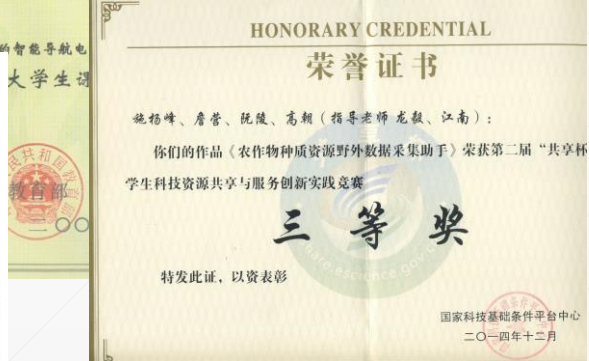 的智能导航电
大学生课
教育部
二〇〇
HONORARY CREDENTIAL
荣誉证书
施杨峰、詹营、阮陵、高朝（指导老师 龙毅、江南）：
你们的作品《农作物种质资源野外数据采集助手》荣获第二届“共享杯
学生科技资源共享与服务创新实践竞赛
三等奖
特发此证，以资表彰
国家科技基础条件平台中心
二〇一四年十二月